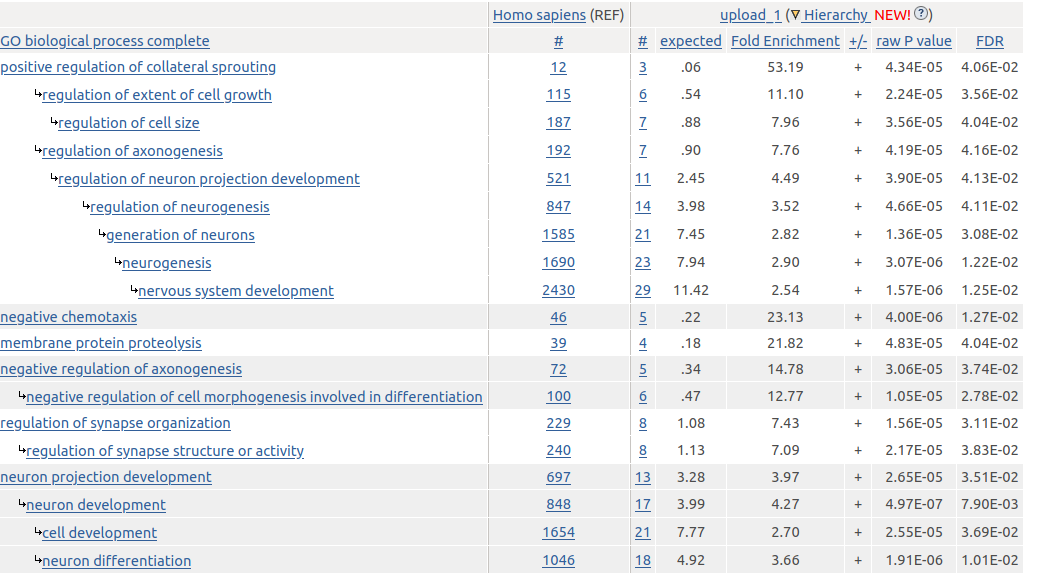 Homo sapiens (REF) upload_1 (▽ Hierarchy NEW! ?)
GO biological process complete # # expected Fold Enrichment +/- raw P value FDR
positive regulation of collateral sprouting 12 3 .06 53.19 + 4.34E-05 4.06E-02
↳regulation of extent of cell growth 115 6 .54 11.10 + 2.24E-05 3.56E-02
↳regulation of cell size 187 7 .88 7.96 + 3.56E-05 4.04E-02
↳regulation of axonogenesis 192 7 .90 7.76 + 4.19E-05 4.16E-02
↳regulation of neuron projection development 521 11 2.45 4.49 + 3.90E-05 4.13E-02
↳regulation of neurogenesis 847 14 3.98 3.52 + 4.66E-05 4.11E-02
↳generation of neurons 1585 21 7.45 2.82 + 1.36E-05 3.08E-02
↳neurogenesis 1690 23 7.94 2.90 + 3.07E-06 1.22E-02
↳nervous system development 2430 29 11.42 2.54 + 1.57E-06 1.25E-02
negative chemotaxis 46 5 .22 23.13 + 4.00E-06 1.27E-02
membrane protein proteolysis 39 4 .18 21.82 + 4.83E-05 4.04E-02
negative regulation of axonogenesis 72 5 .34 14.78 + 3.06E-05 3.74E-02
↳negative regulation of cell morphogenesis involved in differentiation 100 6 .47 12.77 + 1.05E-05 2.78E-02
regulation of synapse organization 229 8 1.08 7.43 + 1.56E-05 3.11E-02
↳regulation of synapse structure or activity 240 8 1.13 7.09 + 2.17E-05 3.83E-02
neuron projection development 697 13 3.28 3.97 + 2.65E-05 3.51E-02
↳neuron development 848 17 3.99 4.27 + 4.97E-07 7.90E-03
↳cell development 1654 21 7.77 2.70 + 2.55E-05 3.69E-02
↳neuron differentiation 1046 18 4.92 3.66 + 1.91E-06 1.01E-02